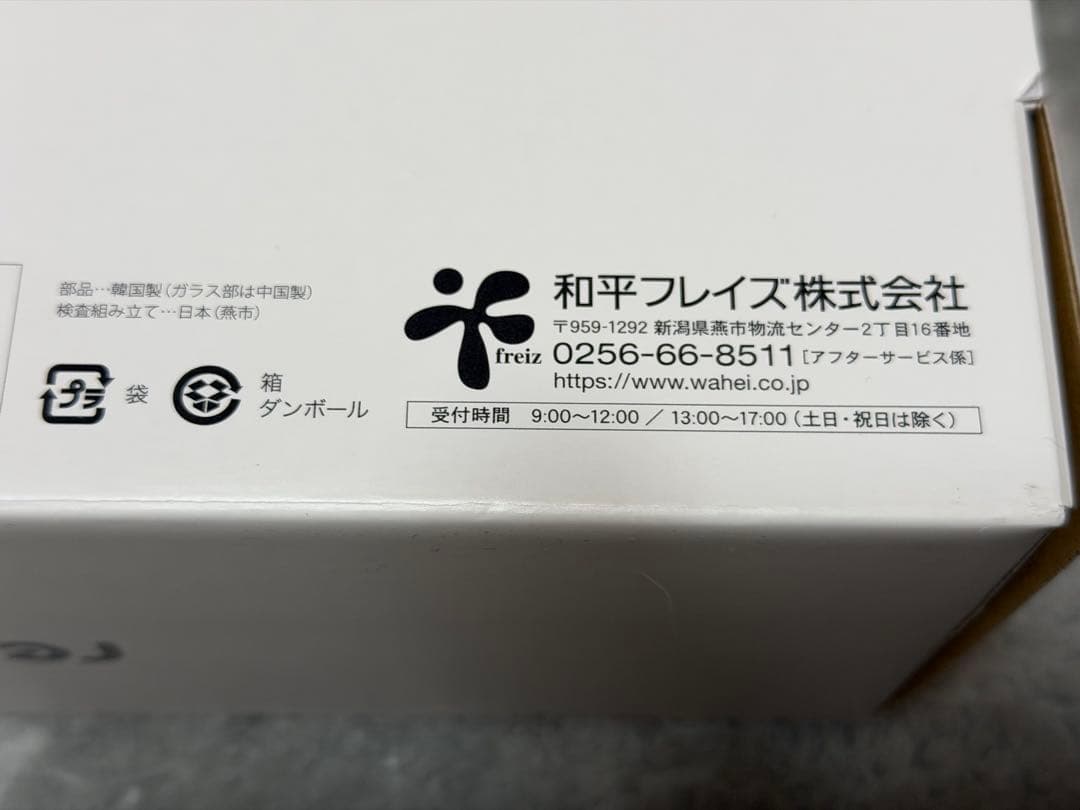 部品…韓国製(ガラス部は中国製)
検査組み立て…日本(燕市)
プラ 袋
箱
ダンボール
freiz
和平フレイズ株式会社
〒959-1292 新潟県燕市物流センター2丁目16番地
0256-66-8511［アフターサービス係］
https://www.wahei.co.jp
受付時間 9:00〜12:00 / 13:00〜17:00(土日・祝日は除く)